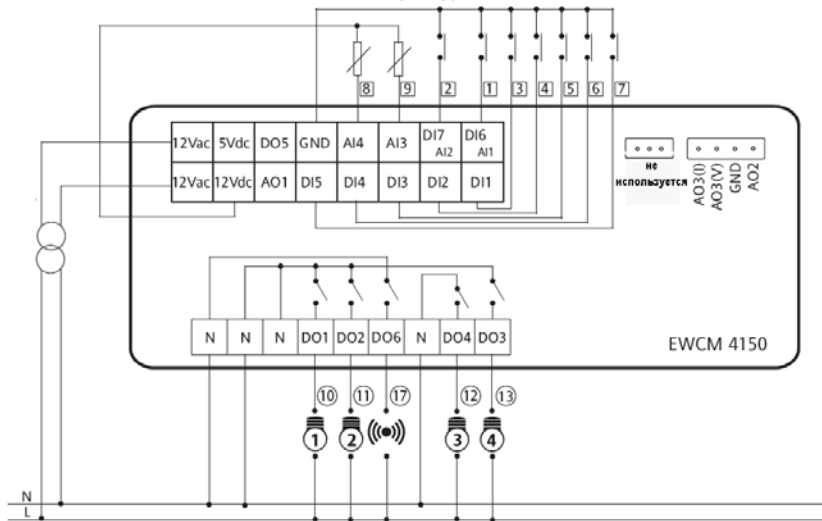 8 9 2 1 3 4 5 6 7
12Vac 5Vdc DO5 GND AI4 AI3 DI7 AI2 DI6 AI1
12Vac 12Vdc AO1 DI5 DI4 DI3 DI2 DI1
не
используется
AO3(I)
AO3(V)
GND
AO2
N N N DO1 DO2 DO6 N DO4 DO3
EWCM 4150
10 11 17 12 13
1 2 3 4
N
L